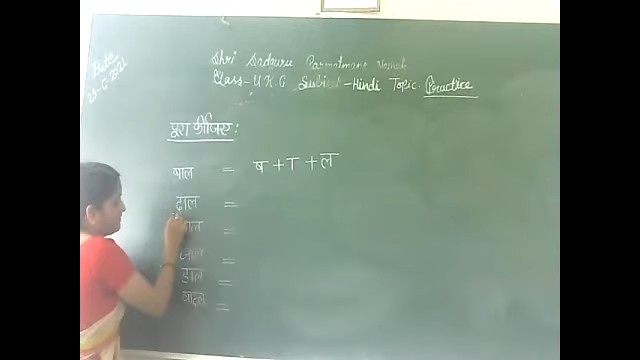 Date
29-6-2021
Shri Sadguru Parmatmane Namah
Class - U.K.G Subject - Hindi Topic Practice
पूरा कीजिए :
बाल = ब + ा + ल
ढाल =
=
जाल =
डाल =
=